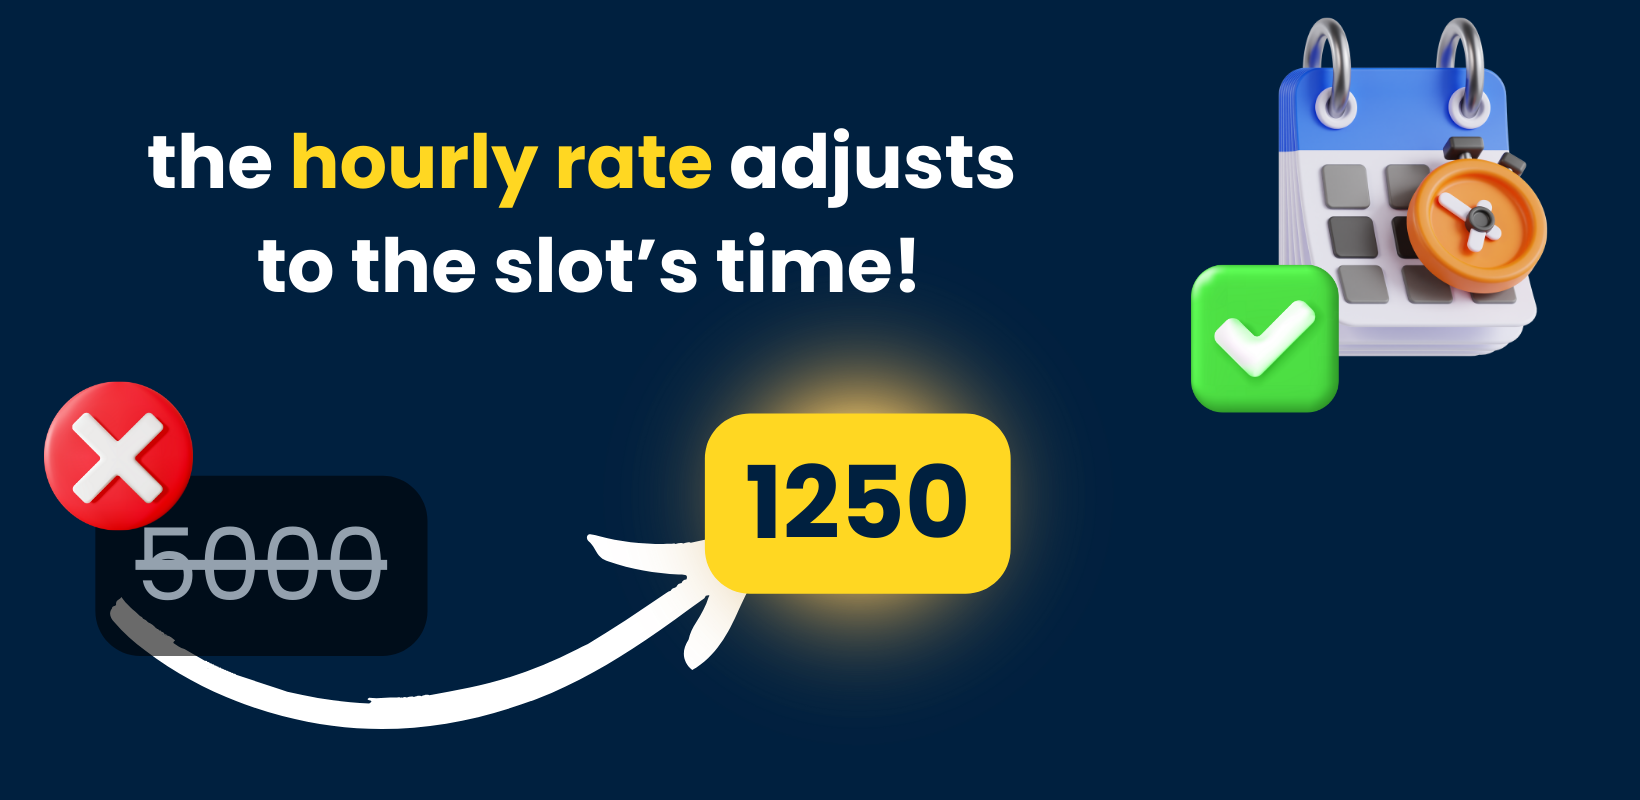 the hourly rate adjusts
to the slot’s time!
1250
5000